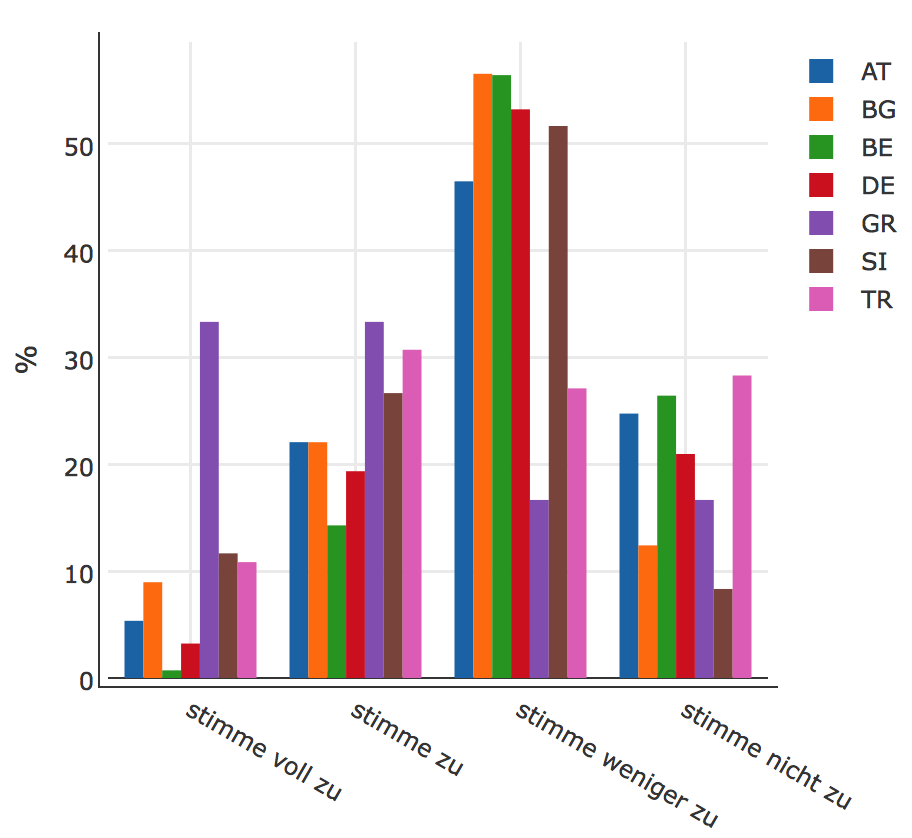 %
50
40
30
20
10
0
stimme voll zu
stimme zu
stimme weniger zu
stimme nicht zu
AT
BG
BE
DE
GR
SI
TR